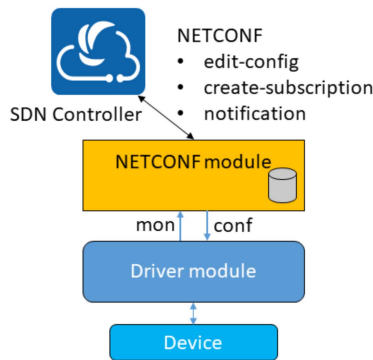 NETCONF
• edit-config
• create-subscription
• notification
SDN Controller
NETCONF module
mon
conf
Driver module
Device